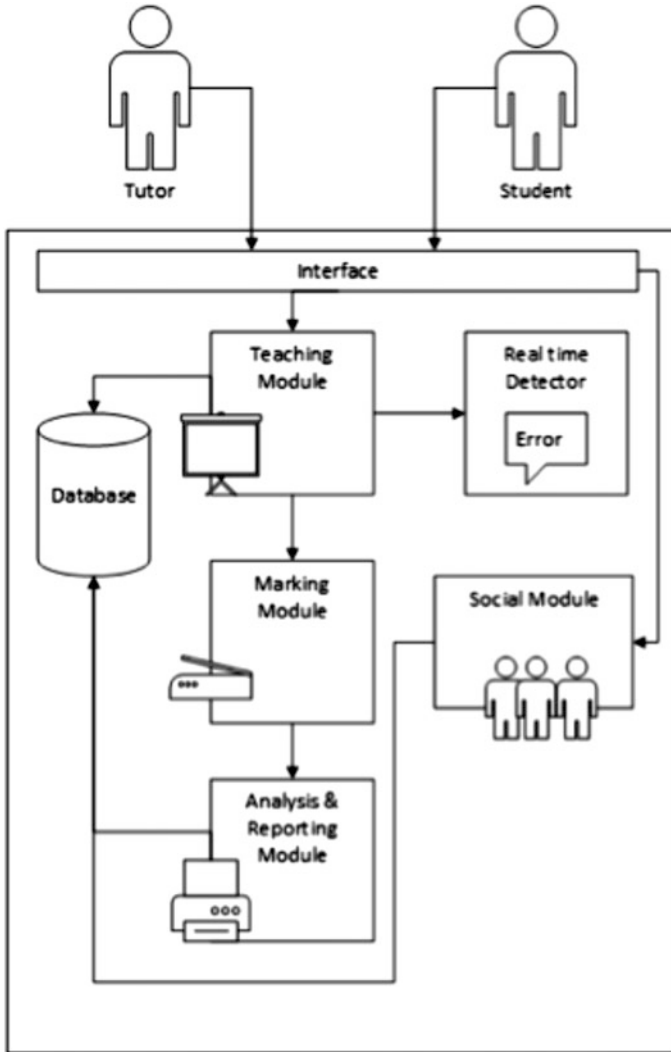 Tutor
Student
Interface
Teaching
Module
Real time
Detector
Error
Database
Marking
Module
Social Module
Analysis &
Reporting
Module